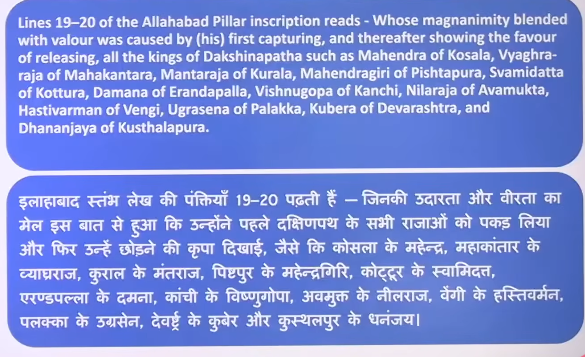 Lines 19–20 of the Allahabad Pillar inscription reads - Whose magnanimity blended
with valour was caused by (his) first capturing, and thereafter showing the favour
of releasing, all the kings of Dakshinapatha such as Mahendra of Kosala, Vyaghra-
raja of Mahakantara, Mantaraja of Kurala, Mahendragiri of Pishtapura, Svamidatta
of Kottura, Damana of Erandapalla, Vishnugopa of Kanchi, Nilaraja of Avamukta,
Hastivarman of Vengi, Ugrasena of Palakka, Kubera of Devarashtra, and
Dhananjaya of Kusthalapura.
इलाहाबाद स्तंभ लेख की पंक्तियाँ 19–20 पढ़ती हैं — जिनकी उदारता और वीरता का
मेल इस बात से हुआ कि उन्होंने पहले दक्षिणपथ के सभी राजाओं को पकड़ लिया
और फिर उन्हें छोड़ने की कृपा दिखाई, जैसे कि कोसला के महेन्द्र, महाकांतार के
व्याघ्रराज, कुराल के मंतराज, पिष्टपुर के महेन्द्रगिरि, कोट्टूर के स्वामिदत्त,
एरण्डपल्ला के दमना, कांची के विष्णुगोपा, अवमुक्त के नीलराज, वेंगी के हस्तिवर्मन,
पलक्का के उग्रसेन, देवर्ष्ट्र के कुबेर और कुस्थलपुर के धनंजय।